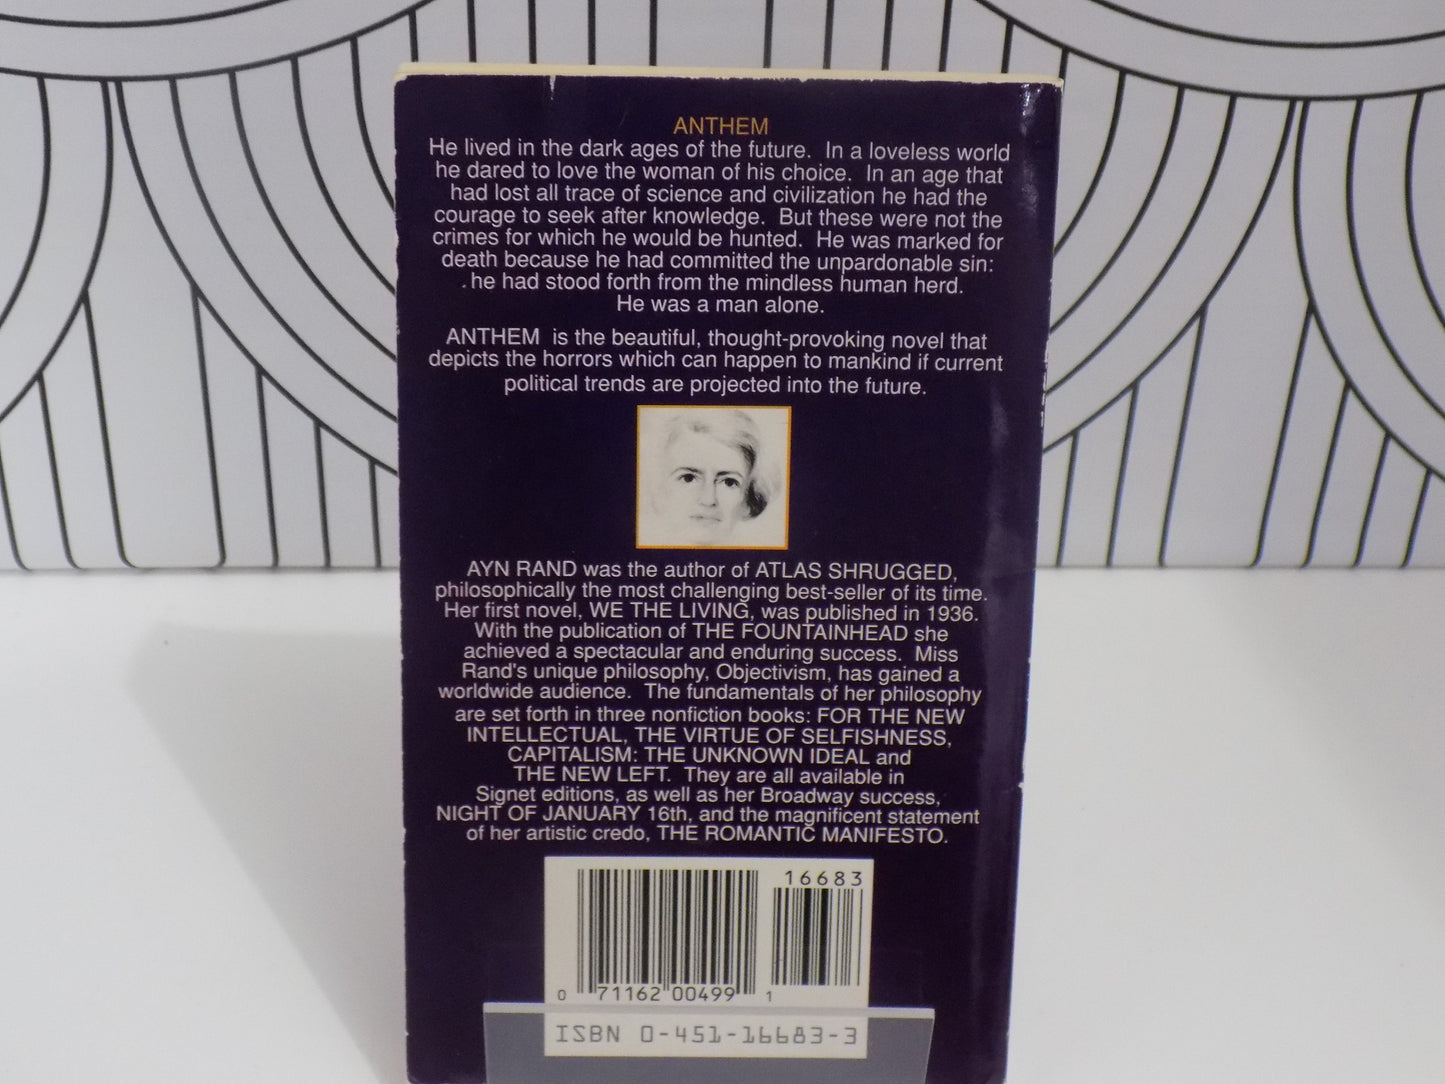 ANTHEM
He lived in the dark ages of the future. In a loveless world
he dared to love the woman of his choice. In an age that
had lost all trace of science and civilization he had the
courage to seek after knowledge. But these were not the
crimes for which he would be hunted. He was marked for
death because he had committed the unpardonable sin:
he had stood forth from the mindless human herd.
He was a man alone.
ANTHEM is the beautiful, thought-provoking novel that
depicts the horrors which can happen to mankind if current
political trends are projected into the future.
AYN RAND was the author of ATLAS SHRUGGED,
philosophically the most challenging best-seller of its time.
Her first novel, WE THE LIVING, was published in 1936.
With the publication of THE FOUNTAINHEAD she
achieved a spectacular and enduring success. Miss
Rand's unique philosophy, Objectivism, has gained a
worldwide audience. The fundamentals of her philosophy
are set forth in three nonfiction books: FOR THE NEW
INTELLECTUAL, THE VIRTUE OF SELFISHNESS,
CAPITALISM: THE UNKNOWN IDEAL and
THE NEW LEFT. They are all available in
Signet editions, as well as her Broadway success,
NIGHT OF JANUARY 16th, and the magnificent statement
of her artistic credo, THE ROMANTIC MANIFESTO.
16683
0 71162 00499 1
ISBN 0-451-16683-3